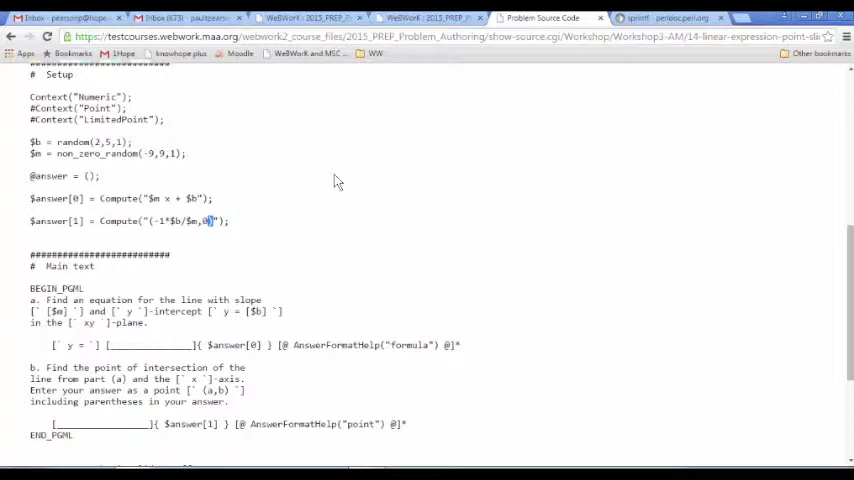 pearsonp@hope-
Inbox (673) - paulpearson
WeBWorK : 2015_PREP_P
WeBWorK : 2015_PREP_P
Problem Source Code
sprintf - perldoc.perl.org
https://testcourses.webwork.maa.org/webwork2_course_files/2015_PREP_Problem_Authoring/show-source.cgi/Workshop/Workshop3-AM/14-linear-expression-point-sl
Apps Bookmarks 1Hope knowhope plus Moodle WeBWorK and MSC ... WW Other bookmarks
##########################
# Setup
Context("Numeric");
#Context("Point");
#Context("LimitedPoint");
$b = random(2,5,1);
$m = non_zero_random(-9,9,1);
@answer = ();
$answer[0] = Compute("$m x + $b");
$answer[1] = Compute("(-1*$b/$m,0)");
##########################
# Main text
BEGIN_PGML
a. Find an equation for the line with slope
[` [$m] `] and [` y `]-intercept [` y = [$b] `]
in the [` xy `]-plane.
[` y = `] [_______________]{ $answer[0] } [@ AnswerFormatHelp("formula") @]*
b. Find the point of intersection of the
line from part (a) and the [` x `]-axis.
Enter your answer as a point [` (a,b) `]
including parentheses in your answer.
[_________________]{ $answer[1] } [@ AnswerFormatHelp("point") @]*
END_PGML